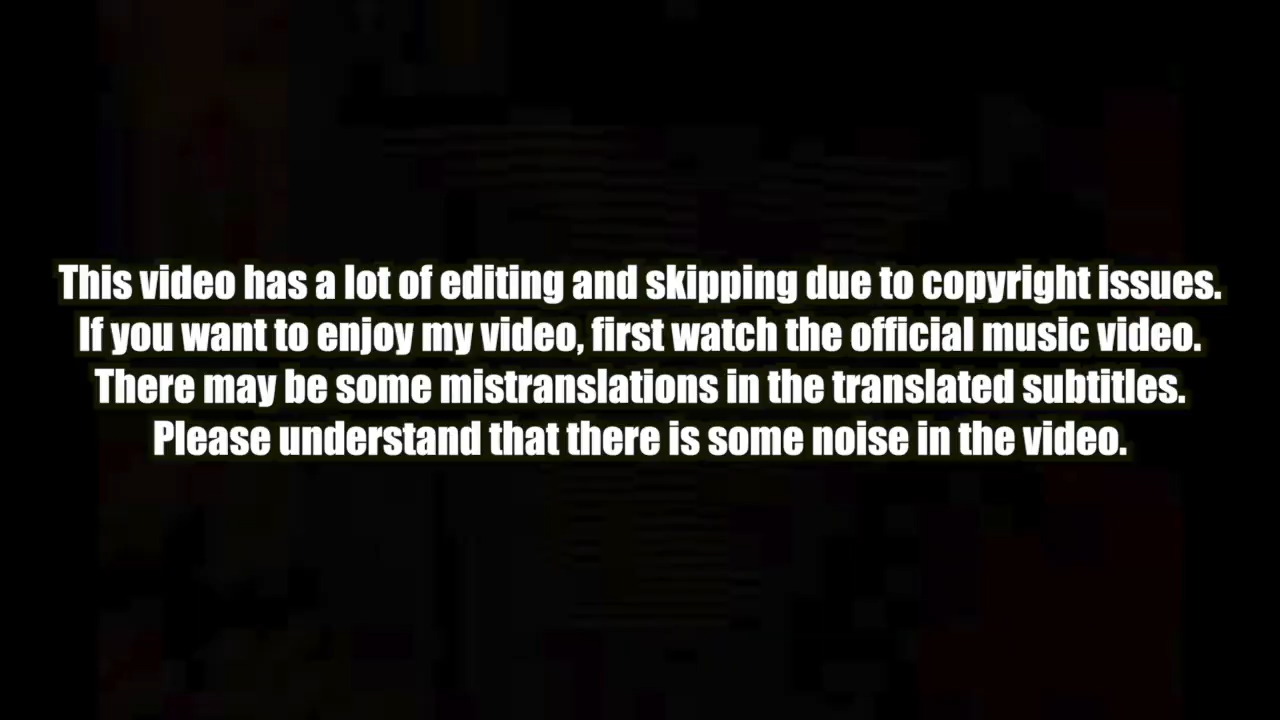 This video has a lot of editing and skipping due to copyright issues.
If you want to enjoy my video, first watch the official music video.
There may be some mistranslations in the translated subtitles.
Please understand that there is some noise in the video.